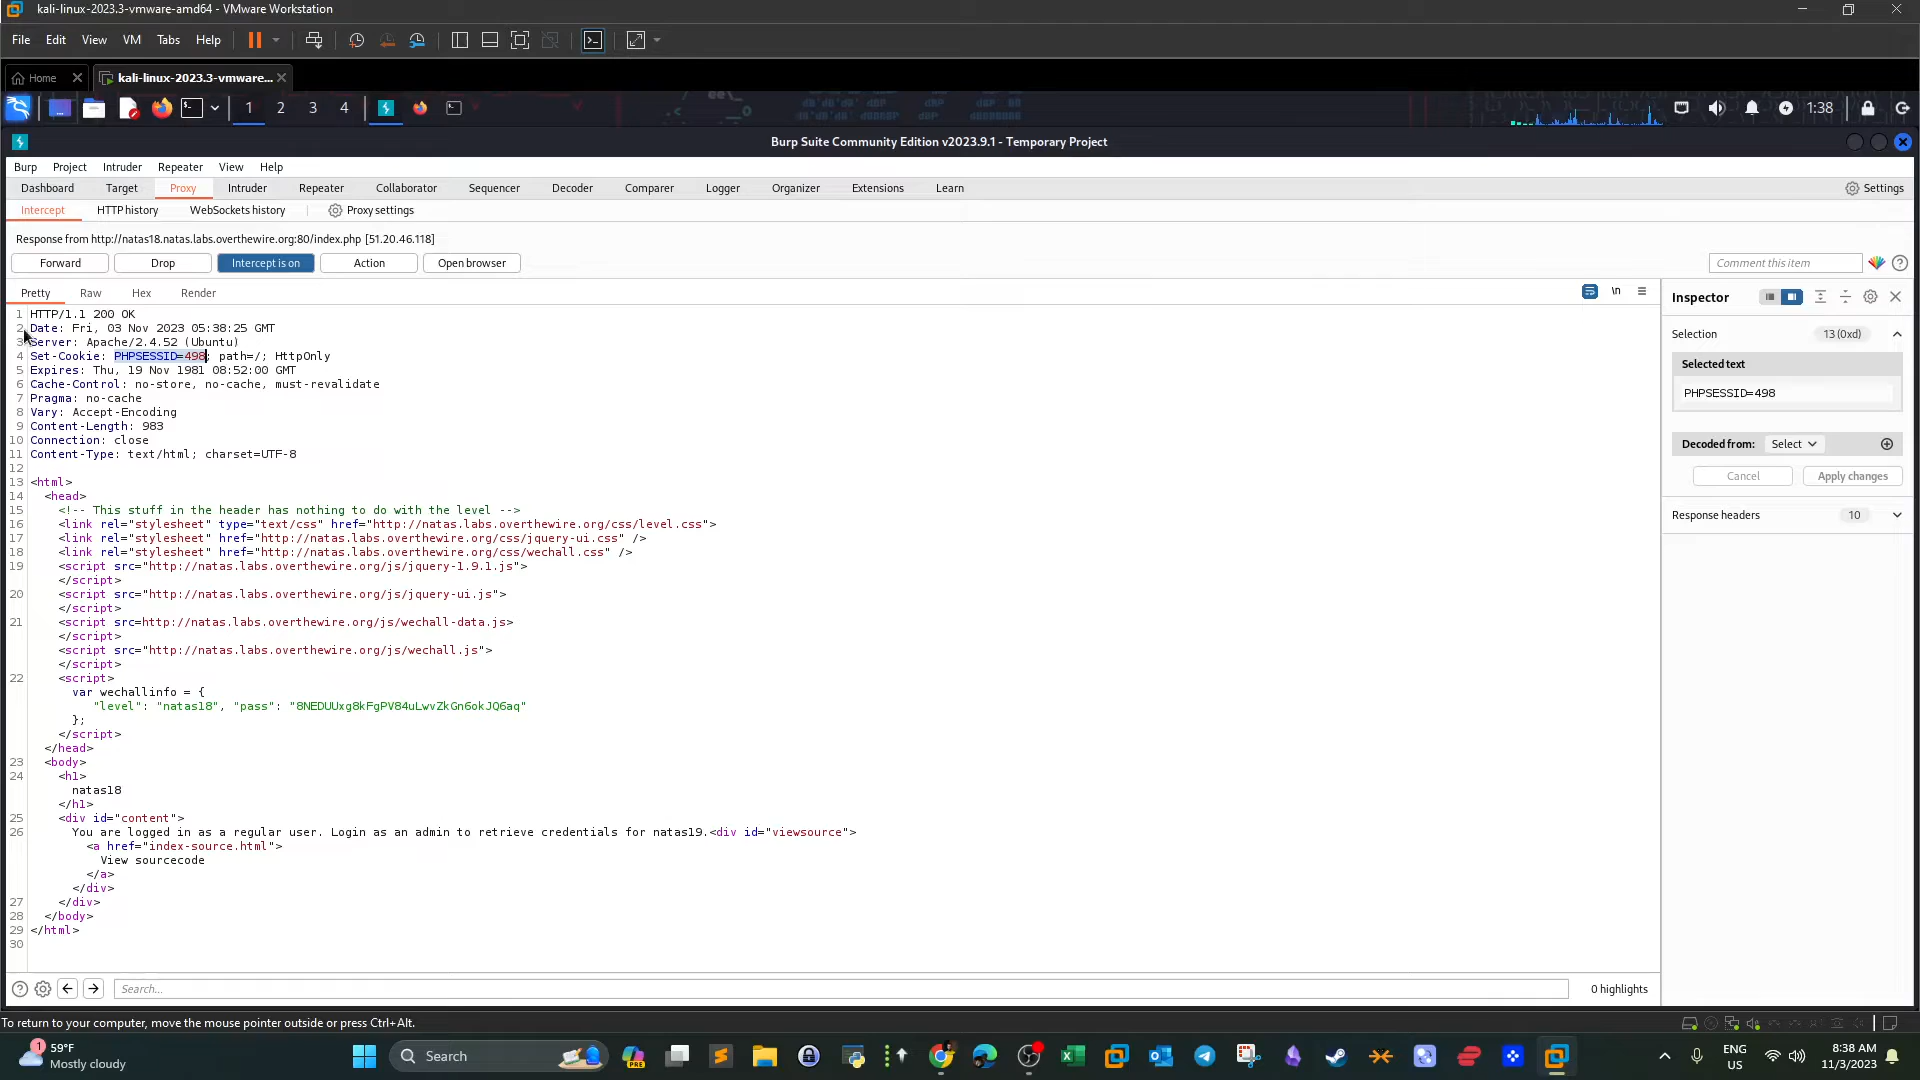 kali-linux-2023.3-vmware-amd64 - VMware Workstation
File Edit View VM Tabs Help
Home kali-linux-2023.3-vmware...
1 2 3 4 1:38
Burp Suite Community Edition v2023.9.1 - Temporary Project
Burp Project Intruder Repeater View Help
Dashboard Target Proxy Intruder Repeater Collaborator Sequencer Decoder Comparer Logger Organizer Extensions Learn Settings
Intercept HTTP history WebSockets history Proxy settings
Response from http://natas18.natas.labs.overthewire.org:80/index.php [51.20.46.118]
Forward Drop Intercept is on Action Open browser Comment this item
Pretty Raw Hex Render \n
Inspector
Selection 13 (0xd)
Selected text
PHPSESSID=498
Decoded from: Select
Cancel Apply changes
Response headers 10
1 HTTP/1.1 200 OK
2 Date: Fri, 03 Nov 2023 05:38:25 GMT
3 Server: Apache/2.4.52 (Ubuntu)
4 Set-Cookie: PHPSESSID=498; path=/; HttpOnly
5 Expires: Thu, 19 Nov 1981 08:52:00 GMT
6 Cache-Control: no-store, no-cache, must-revalidate
7 Pragma: no-cache
8 Vary: Accept-Encoding
9 Content-Length: 983
10 Connection: close
11 Content-Type: text/html; charset=UTF-8
12
13 <html>
14 <head>
15 <!-- This stuff in the header has nothing to do with the level -->
16 <link rel="stylesheet" type="text/css" href="http://natas.labs.overthewire.org/css/level.css">
17 <link rel="stylesheet" href="http://natas.labs.overthewire.org/css/jquery-ui.css" />
18 <link rel="stylesheet" href="http://natas.labs.overthewire.org/css/wechall.css" />
19 <script src="http://natas.labs.overthewire.org/js/jquery-1.9.1.js">
</script>
20 <script src="http://natas.labs.overthewire.org/js/jquery-ui.js">
</script>
21 <script src=http://natas.labs.overthewire.org/js/wechall-data.js>
</script>
<script src="http://natas.labs.overthewire.org/js/wechall.js">
</script>
22 <script>
var wechallinfo = {
"level": "natas18", "pass": "8NEDUUxg8kFgPV84uLwvZkGn6okJQ6aq"
};
</script>
</head>
23 <body>
24 <h1>
natas18
</h1>
25 <div id="content">
26 You are logged in as a regular user. Login as an admin to retrieve credentials for natas19.<div id="viewsource">
<a href="index-source.html">
View sourcecode
</a>
</div>
27 </div>
28 </body>
29 </html>
30
Search... 0 highlights
To return to your computer, move the mouse pointer outside or press Ctrl+Alt.
1 59°F
Mostly cloudy
Search
PRE
ENG
US
8:38 AM
11/3/2023